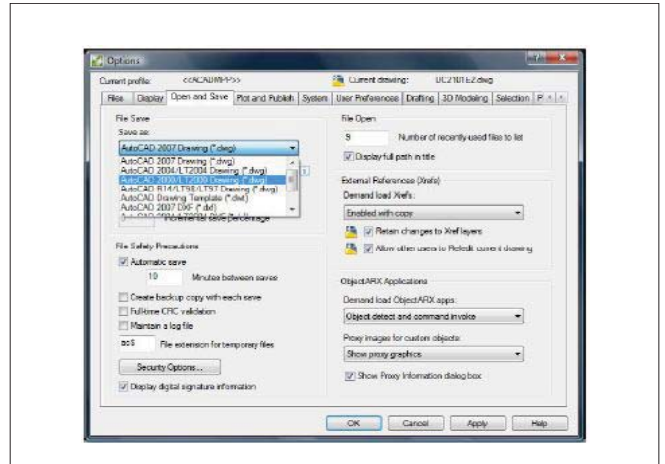 Options
Current profile: <<ACADMPP>> Current drawing: DC2101E2.dwg
Files Display Open and Save Plot and Publish System User Preferences Drafting 3D Modeling Selection
File Save
Save as:
AutoCAD 2007 Drawing (*.dwg)
AutoCAD 2007 Drawing (*.dwg)
AutoCAD 2004/LT2004 Drawing (*.dwg)
AutoCAD 2000/LT2000 Drawing (*.dwg)
AutoCAD R14/LT98/LT97 Drawing (*.dwg)
AutoCAD Drawing Template (*.dwt)
AutoCAD 2007 DXF (*.dxf)
Incremental save percentage
File Safety Precautions
Automatic save
10 Minutes between saves
Create backup copy with each save
Full-time CRC validation
Maintain a log file
ac$ File extension for temporary files
Security Options...
Display digital signature information
File Open
9 Number of recently-used files to list
Display full path in title
External References (Xrefs)
Demand load Xrefs:
Enabled with copy
Retain changes to Xref layers
Allow other users to Refedit current drawing
ObjectARX Applications
Demand load ObjectARX apps:
Object detect and command invoke
Proxy images for custom objects:
Show proxy graphics
Show Proxy Information dialog box
OK Cancel Apply Help